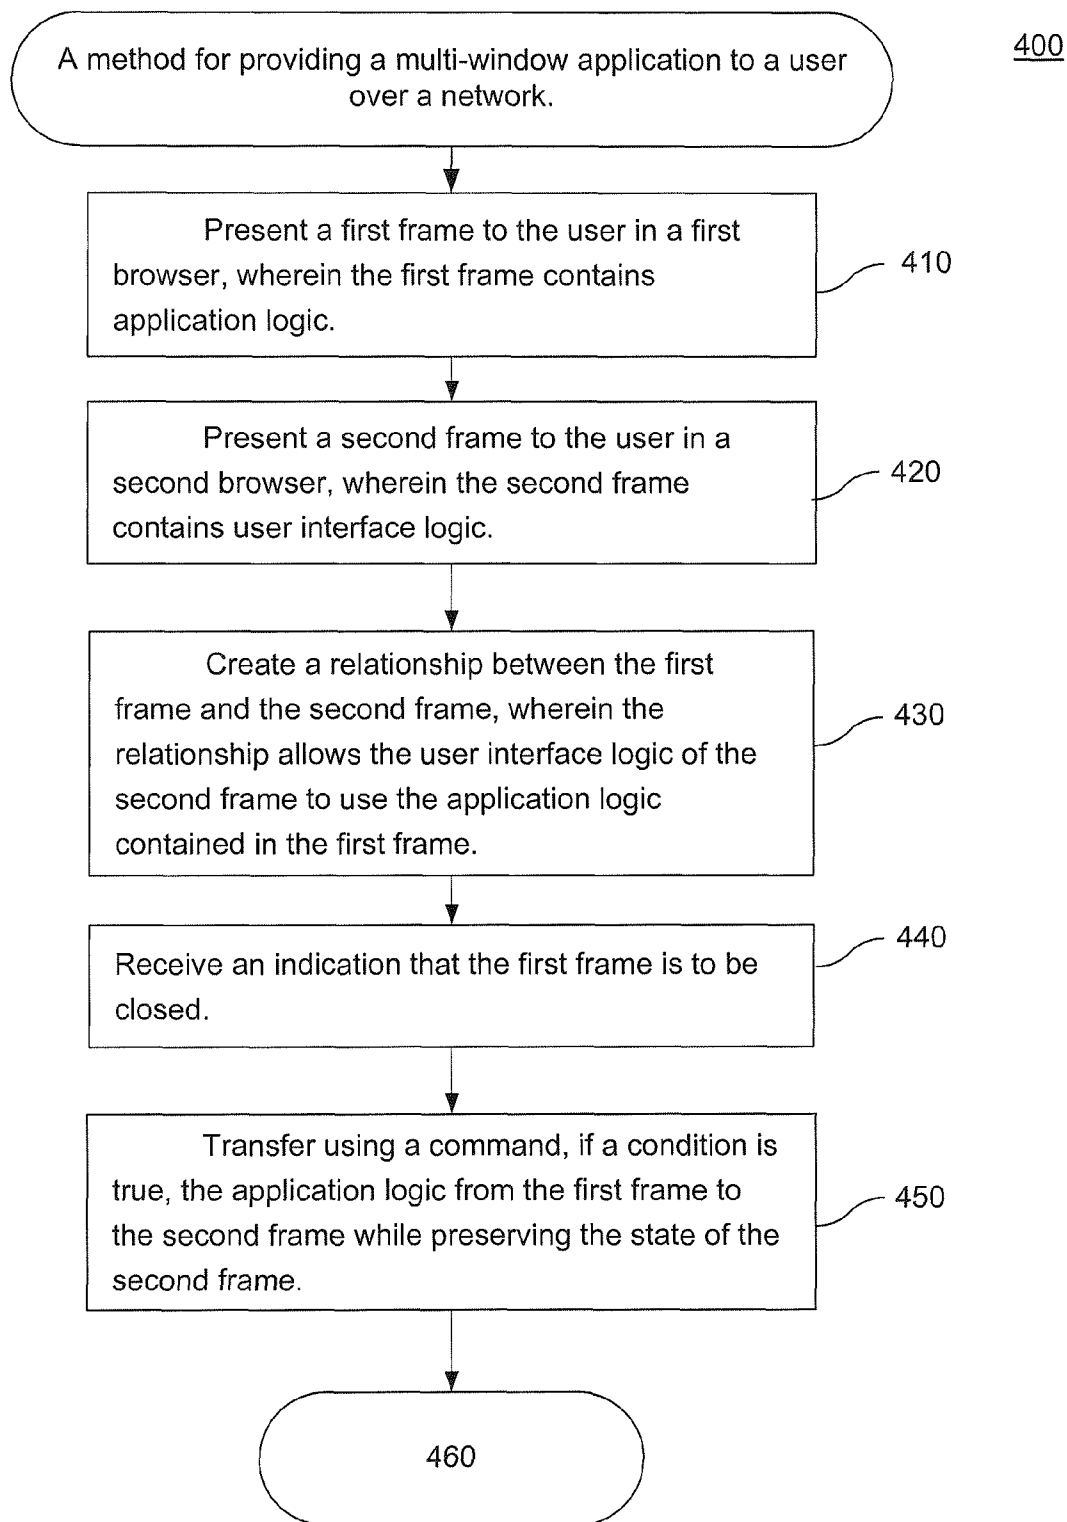 400
A method for providing a multi-window application to a user
over a network.
Present a first frame to the user in a first
browser, wherein the first frame contains
application logic.
410
Present a second frame to the user in a
second browser, wherein the second frame
contains user interface logic.
420
Create a relationship between the first
frame and the second frame, wherein the
relationship allows the user interface logic of the
second frame to use the application logic
contained in the first frame.
430
Receive an indication that the first frame is to be
closed.
440
Transfer using a command, if a condition is
true, the application logic from the first frame to
the second frame while preserving the state of the
second frame.
450
460